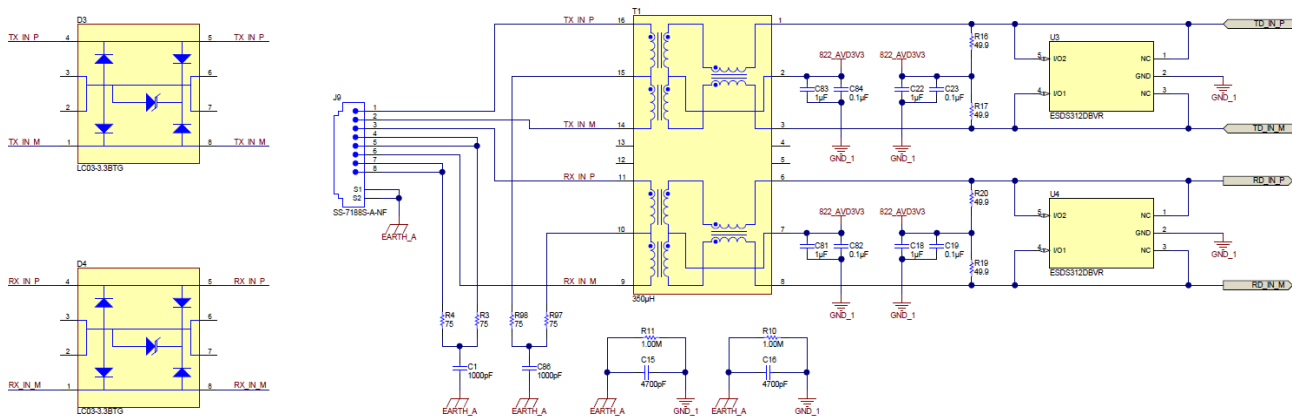 D3
TX_IN_P 4 5 TX_IN_P
3 6
2 7
TX_IN_M 1 8 TX_IN_M
LC03-3.3BTG
D4
RX_IN_P 4 5 RX_IN_P
3 6
2 7
RX_IN_M 1 8 RX_IN_M
LC03-3.3BTG
J9
1
2
3
4
5
6
7
8
S1
S2
SS-7188S-A-NF
EARTH_A
TX_IN_P
TX_IN_M
RX_IN_P
RX_IN_M
T1
16 1
15 2
14 3
13 4
12 5
11 6
10 7
9 8
350µH
R4
75
R3
75
R98
75
R97
75
C1
1000pF
EARTH_A
C86
1000pF
EARTH_A
R11
1.00M
C15
4700pF
EARTH_A
GND_1
R10
1.00M
C16
4700pF
EARTH_A
GND_1
822_AVD3V3
C83
1µF
C84
0.1µF
GND_1
822_AVD3V3
C22
1µF
C23
0.1µF
GND_1
R16
49.9
R17
49.9
U3
5 I/O2 NC 1
GND 2
4 I/O1 NC 3
ESDS312DBVR
GND_1
TD_IN_P
TD_IN_M
822_AVD3V3
C81
1µF
C82
0.1µF
GND_1
822_AVD3V3
C18
1µF
C19
0.1µF
GND_1
R20
49.9
R19
49.9
U4
5 I/O2 NC 1
GND 2
4 I/O1 NC 3
ESDS312DBVR
GND_1
RD_IN_P
RD_IN_M